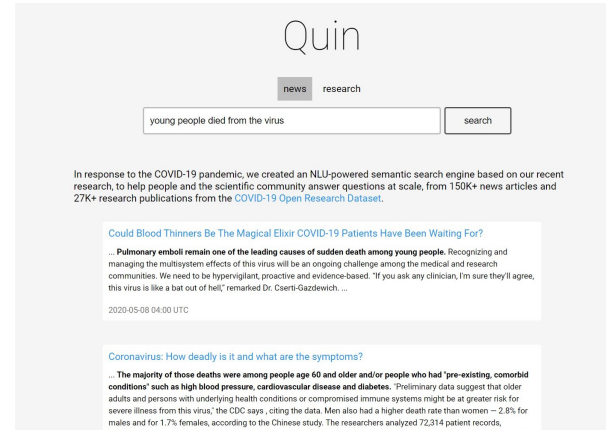 Quin
news research
young people died from the virus search
In response to the COVID-19 pandemic, we created an NLU-powered semantic search engine based on our recent
research, to help people and the scientific community answer questions at scale, from 150K+ news articles and
27K+ research publications from the COVID-19 Open Research Dataset.
Could Blood Thinners Be The Magical Elixir COVID-19 Patients Have Been Waiting For?
... Pulmonary emboli remain one of the leading causes of sudden death among young people. Recognizing and
managing the multisystem effects of this virus will be an ongoing challenge among the medical and research
communities. We need to be hypervigilant, proactive and evidence-based. "If you ask any clinician, I'm sure they'll agree,
this virus is like a bat out of hell," remarked Dr. Cserti-Gazdewich. ...
2020-05-08 04:00 UTC
Coronavirus: How deadly is it and what are the symptoms?
... The majority of those deaths were among people age 60 and older and/or people who had "pre-existing, comorbid
conditions" such as high blood pressure, cardiovascular disease and diabetes. "Preliminary data suggest that older
adults and persons with underlying health conditions or compromised immune systems might be at greater risk for
severe illness from this virus,' the CDC says , citing the data. Men also had a higher death rate than women — 2.8% for
males and for 1.7% females, according to the Chinese study. The researchers analyzed 72,314 patient records,